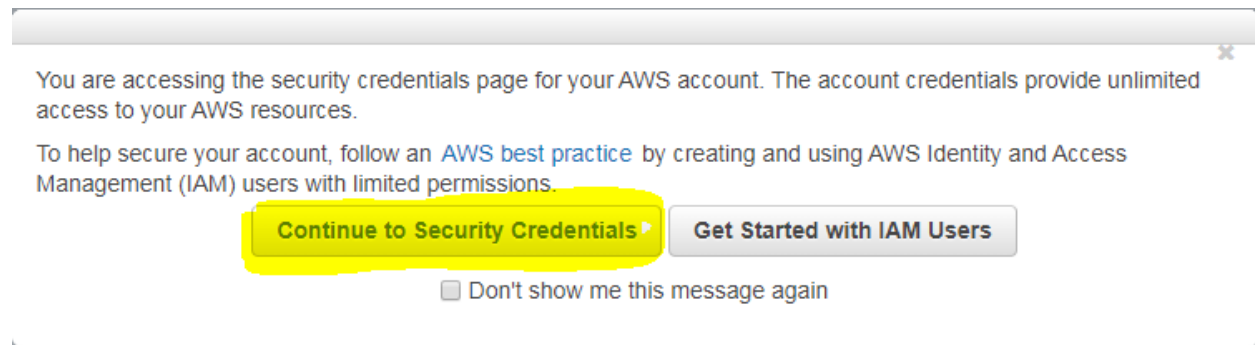 You are accessing the security credentials page for your AWS account. The account credentials provide unlimited
access to your AWS resources.
To help secure your account, follow an AWS best practice by creating and using AWS Identity and Access
Management (IAM) users with limited permissions.
Continue to Security Credentials Get Started with IAM Users
Don't show me this message again